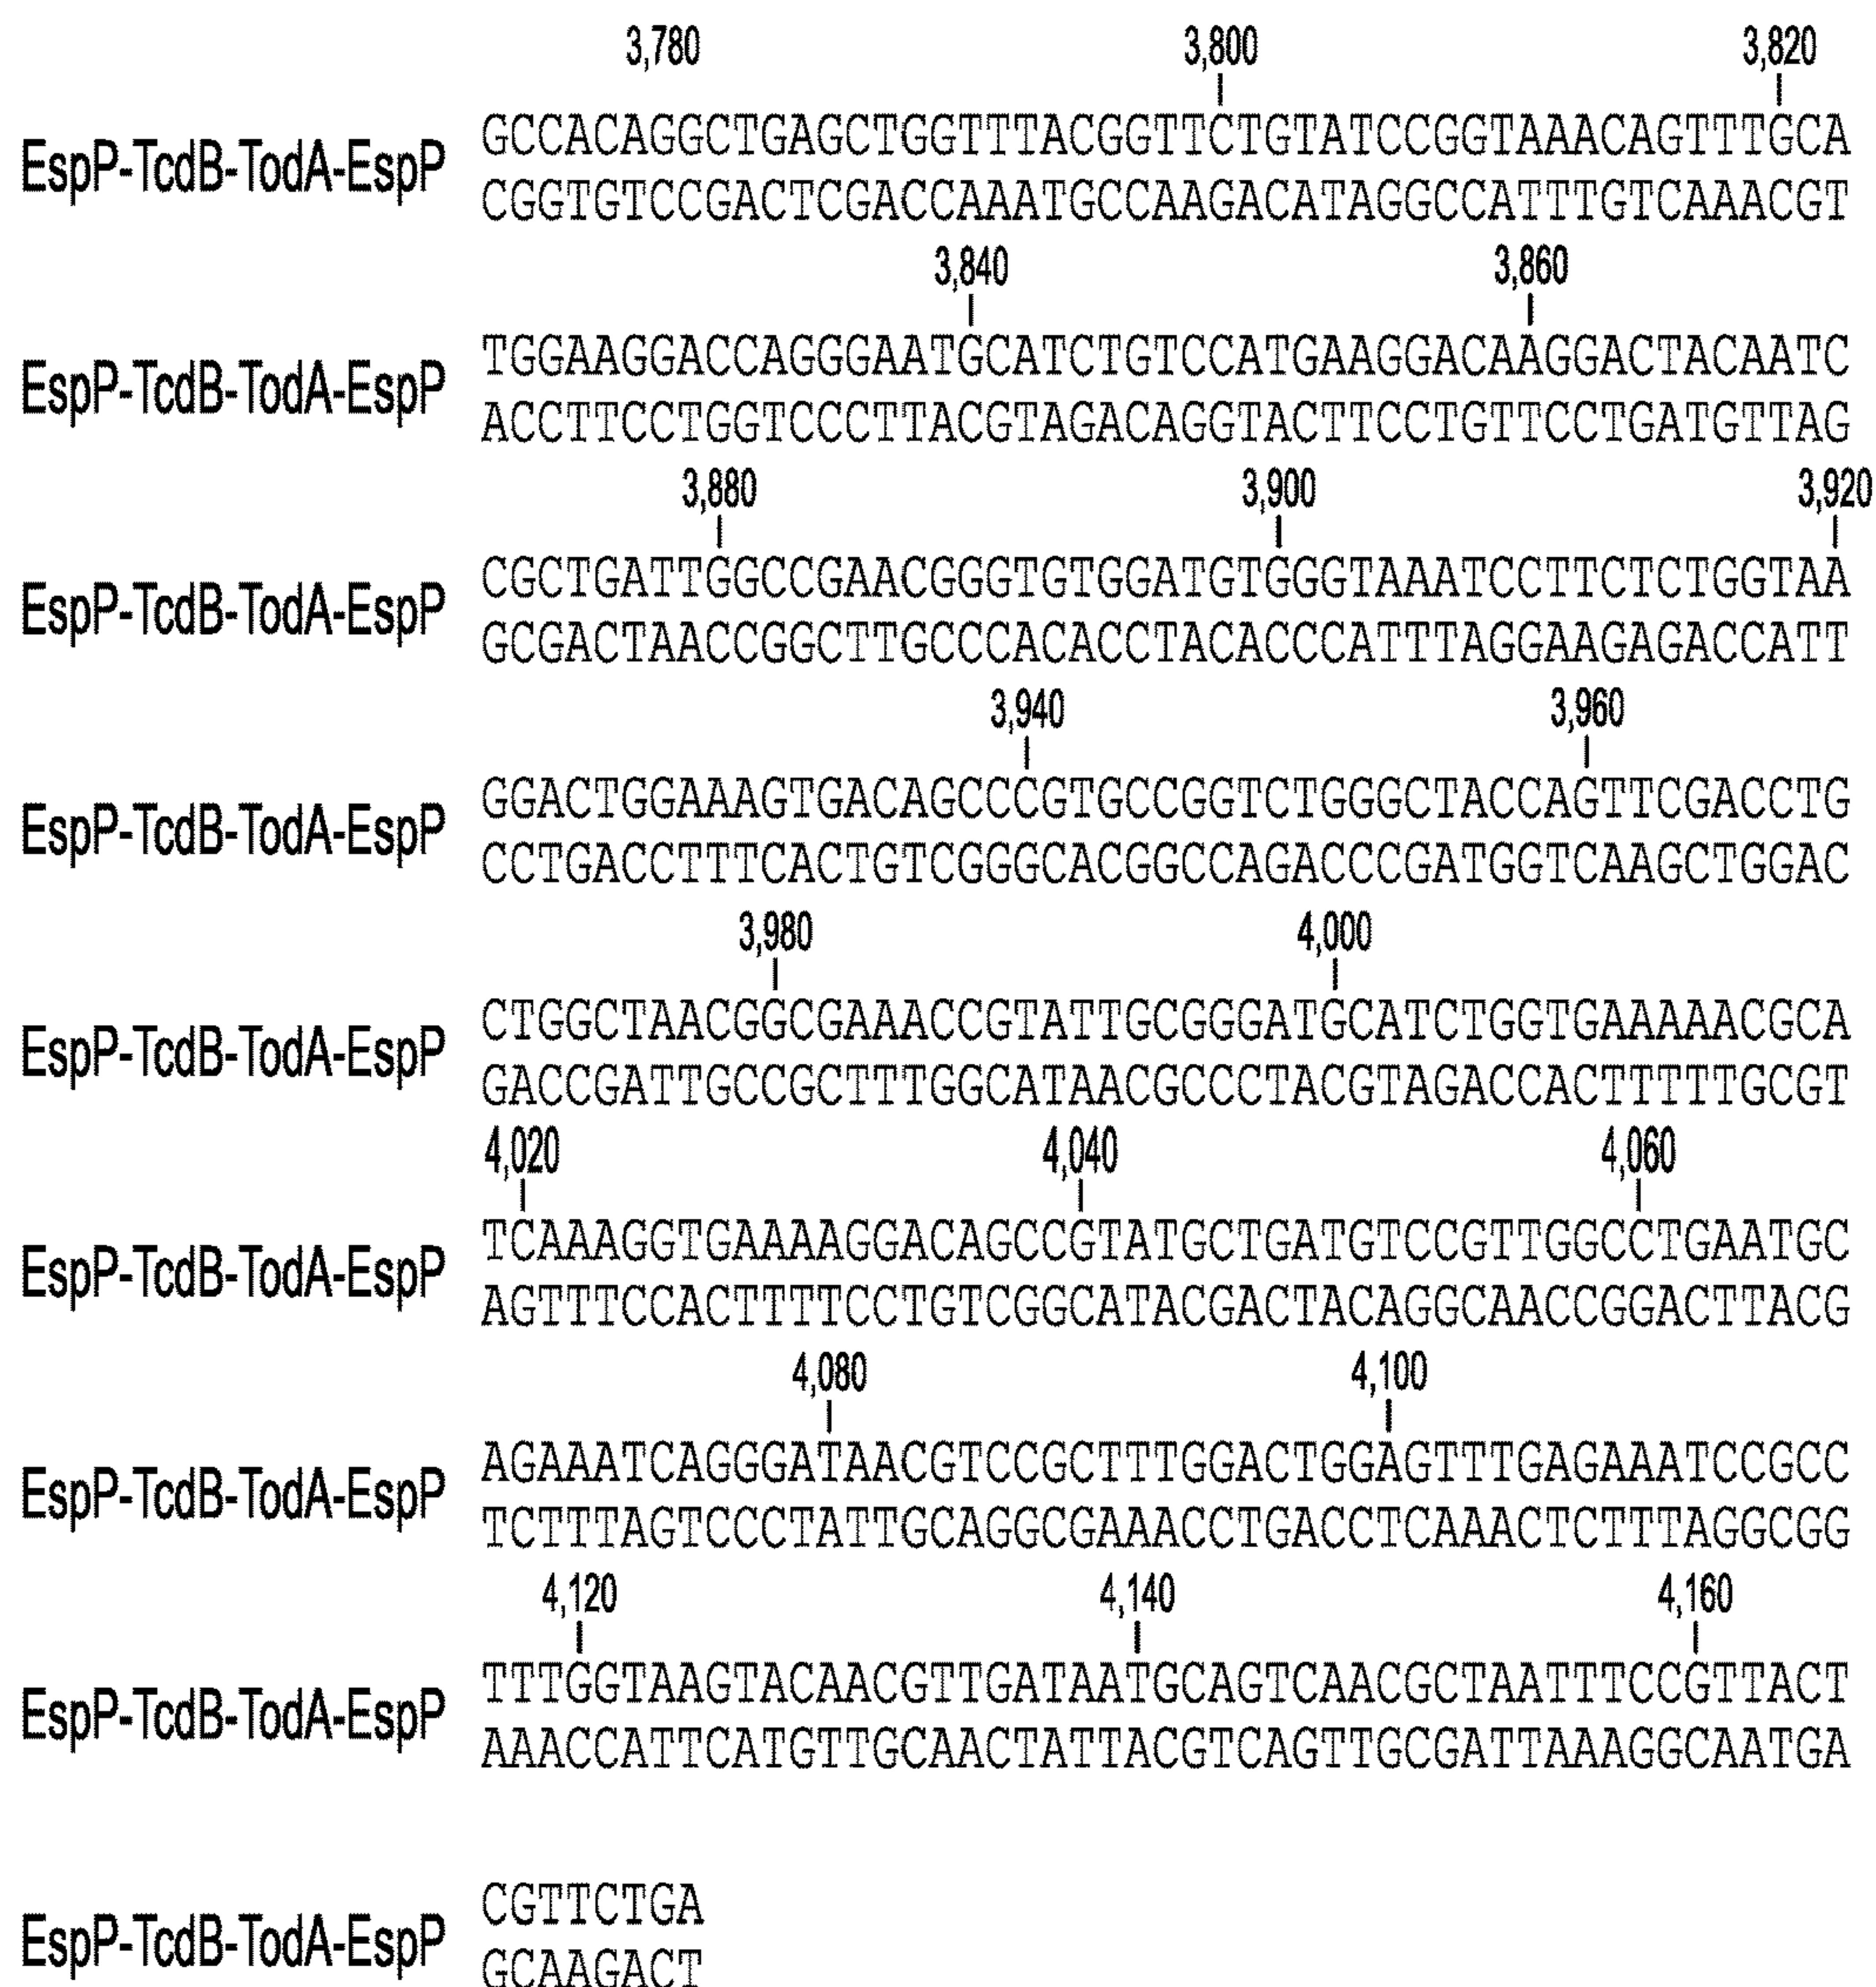 3,780 3,800 3,820
GCCACAGGCTGAGCTGGTTTACGGTTCTGTATCCGGTAAACAGTTTGCA
EspP-TcdB-TodA-EspP
CGGTGTCCGACTCGACCAAATGCCAAGACATAGGCCATTTGTCAAACGT
3,840 3,860
TGGAAGGACCAGGGAATGCATCTGTCCATGAAGGACAAGGACTACAATC
EspP-TcdB-TodA-EspP
ACCTTCCTGGTCCCTTACGTAGACAGGTACTTCCTGTTCCTGATGTTAG
3,880 3,900 3,920
CGCTGATTGGCCGAACGGGTGTGGATGTGGGTAAATCCTTCTCTGGTAA
EspP-TcdB-TodA-EspP
GCGACTAACCGGCTTGCCCACACCTACACCCATTTAGGAAGAGACCATT
3,940 3,960
GGACTGGAAAGTGACAGCCCGTGCCGGTCTGGGCTACCAGTTCGACCTG
EspP-TcdB-TodA-EspP
CCTGACCTTTCACTGTCGGGCACGGCCAGACCCGATGGTCAAGCTGGAC
3,980 4,000
CTGGCTAACGGCGAAACCGTATTGCGGGATGCATCTGGTGAAAAACGCA
EspP-TcdB-TodA-EspP
GACCGATTGCCGCTTTGGCATAACGCCCTACGTAGACCACTTTTTGCGT
4,020 4,040 4,060
TCAAAGGTGAAAAGGACAGCCGTATGCTGATGTCCGTTGGCCTGAATGC
EspP-TcdB-TodA-EspP
AGTTTCCACTTTTCCTGTCGGCATACGACTACAGGCAACCGGACTTACG
4,080 4,100
AGAAATCAGGGATAACGTCCGCTTTGGACTGGAGTTTGAGAAATCCGCC
EspP-TcdB-TodA-EspP
TCTTTAGTCCCTATTGCAGGCGAAACCTGACCTCAAACTCTTTAGGCGG
4,120 4,140 4,160
TTTGGTAAGTACAACGTTGATAATGCAGTCAACGCTAATTTCCGTTACT
EspP-TcdB-TodA-EspP
AAACCATTCATGTTGCAACTATTACGTCAGTTGCGATTAAAGGCAATGA
CGTTCTGA
EspP-TcdB-TodA-EspP
GCAAGACT